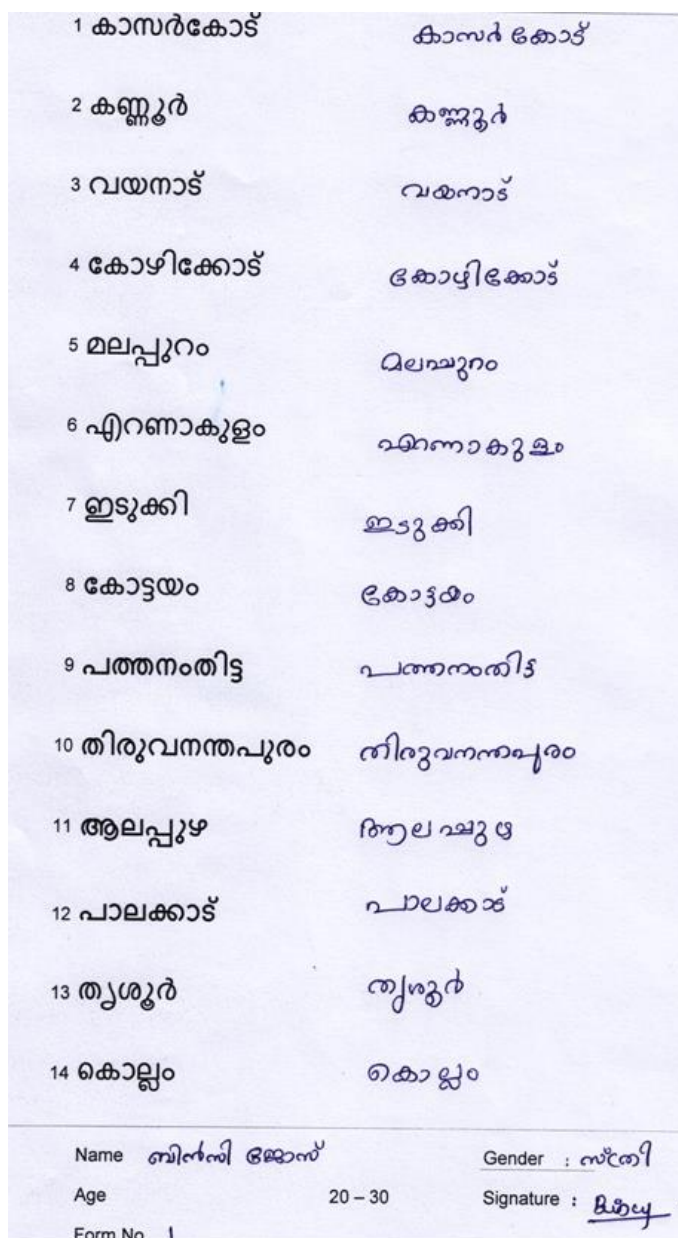 1 കാസർകോട് കാസർകോട്
2 കണ്ണൂർ കണ്ണൂർ
3 വയനാട് വയനാട്
4 കോഴിക്കോട് കോഴിക്കോട്
5 മലപ്പുറം മലപ്പുറം
6 എറണാകുളം എറണാകുളം
7 ഇടുക്കി ഇടുക്കി
8 കോട്ടയം കോട്ടയം
9 പത്തനംതിട്ട പത്തനംതിട്ട
10 തിരുവനന്തപുരം തിരുവനന്തപുരം
11 ആലപ്പുഴ ആലപ്പുഴ
12 പാലക്കാട് പാലക്കാട്
13 തൃശൂർ തൃശൂർ
14 കൊല്ലം കൊല്ലം
Name ബിൻസി ജോസ് Gender : സ്ത്രീ
Age 20 – 30 Signature :
Form No 1